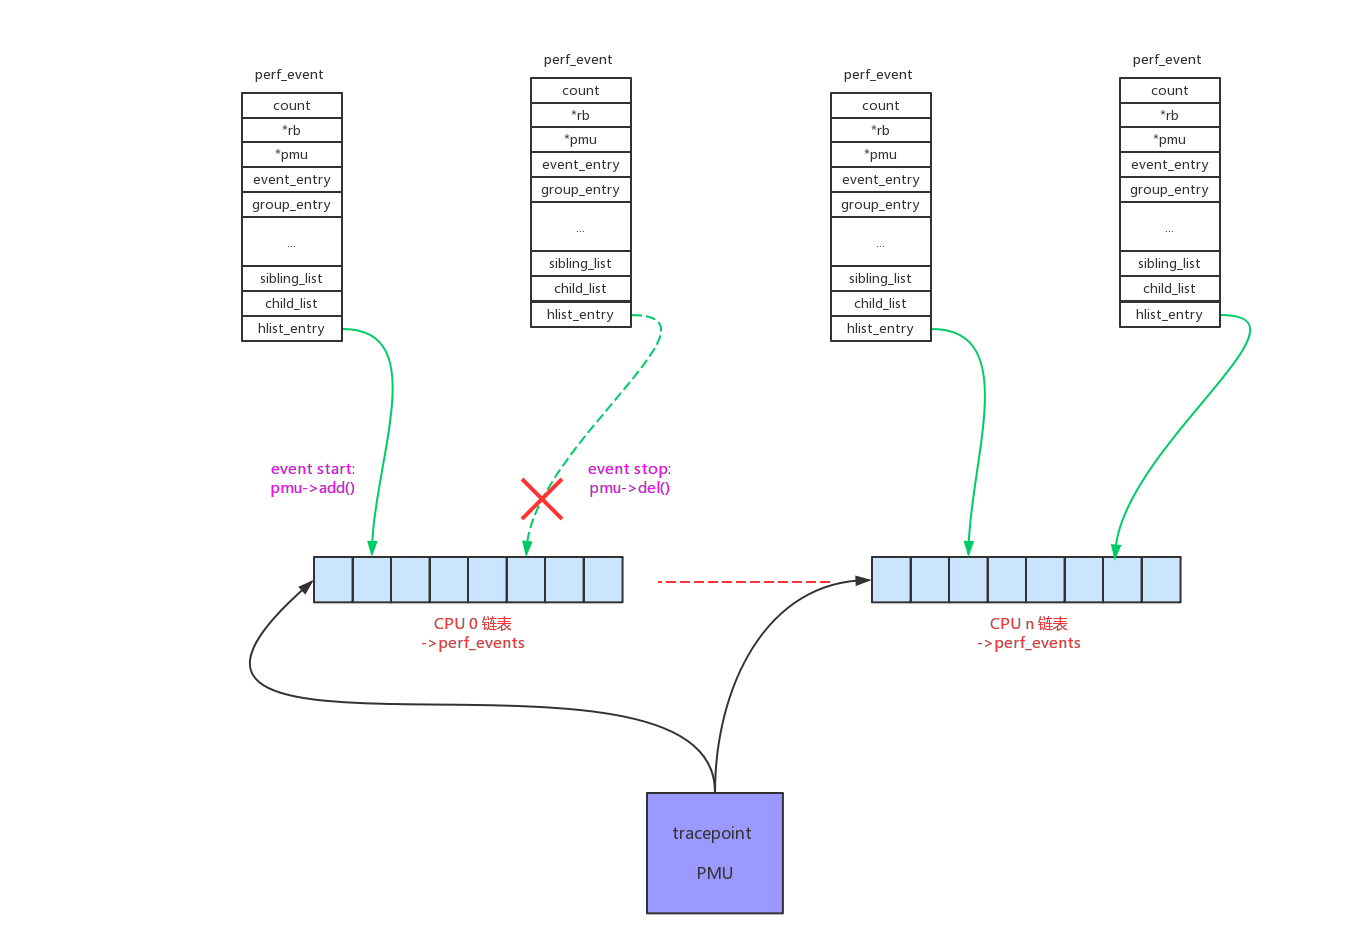 perf_event
count
*rb
*pmu
event_entry
group_entry
...
sibling_list
child_list
hlist_entry
perf_event
count
*rb
*pmu
event_entry
group_entry
...
sibling_list
child_list
hlist_entry
perf_event
count
*rb
*pmu
event_entry
group_entry
...
sibling_list
child_list
hlist_entry
perf_event
count
*rb
*pmu
event_entry
group_entry
...
sibling_list
child_list
hlist_entry
event start:
pmu->add()
event stop:
pmu->del()
CPU 0 链表
->perf_events
CPU n 链表
->perf_events
tracepoint
PMU